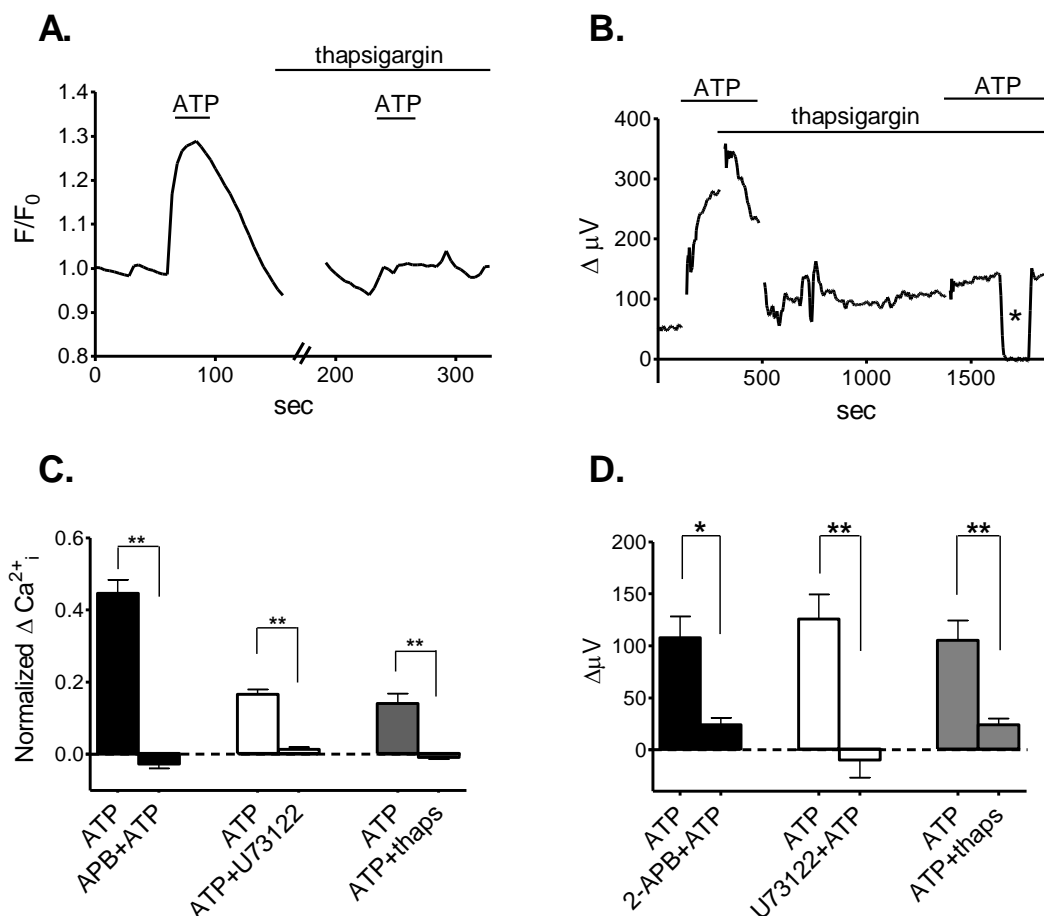 A.
thapsigargin
ATP
ATP
1.4
1.3
1.2
1.1
1.0
0.9
0.8
F/F0
0
100
200
300
sec
B.
ATP
ATP
thapsigargin
400
300
200
100
0
Δ µV
*
500
1000
1500
sec
C.
0.6
0.4
0.2
0.0
Normalized Δ Ca2+i
**
**
**
ATP
APB+ATP
ATP
ATP+U73122
ATP
ATP+thaps
D.
200
150
100
50
0
ΔµV
*
**
**
ATP
2-APB+ATP
ATP
U73122+ATP
ATP
ATP+thaps